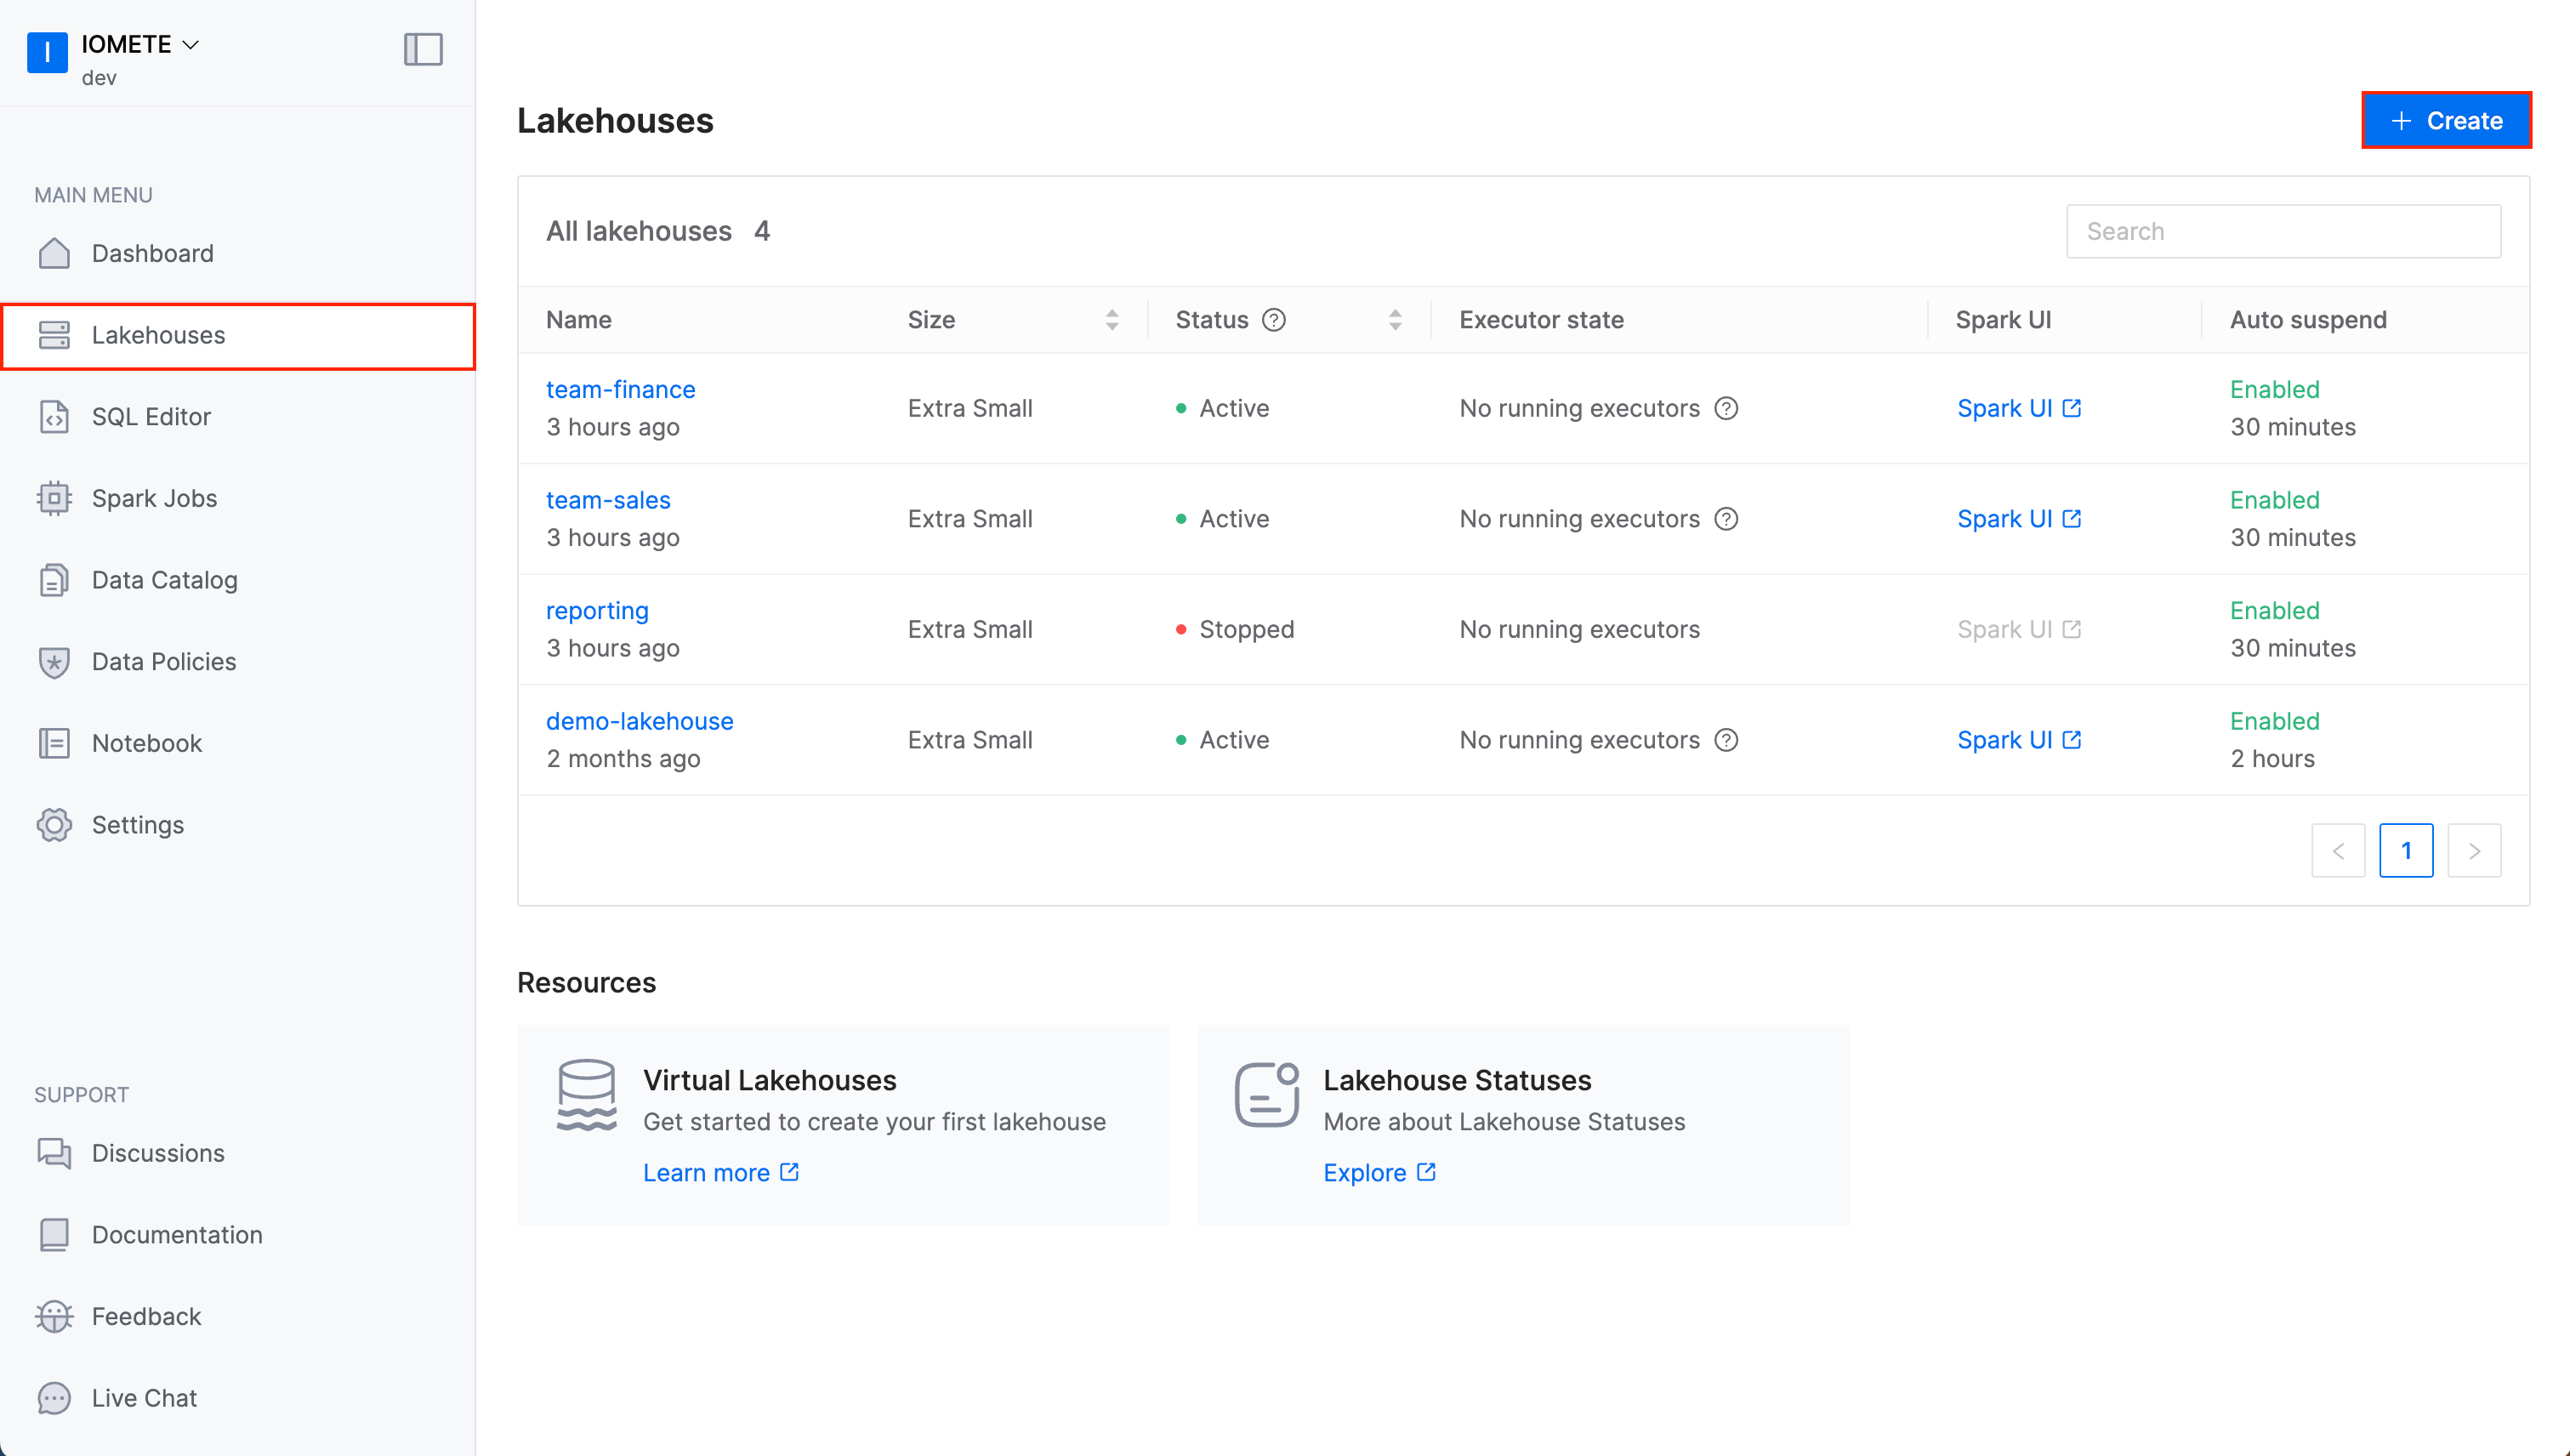 I
IOMETE
dev
MAIN MENU
Dashboard
Lakehouses
SQL Editor
Spark Jobs
Data Catalog
Data Policies
Notebook
Settings
SUPPORT
Discussions
Documentation
Feedback
Live Chat
Lakehouses
+ Create
All lakehouses 4
Search
Name Size Status ? Executor state Spark UI Auto suspend
team-finance
3 hours ago
Extra Small
Active
No running executors ?
Spark UI
Enabled
30 minutes
team-sales
3 hours ago
Extra Small
Active
No running executors ?
Spark UI
Enabled
30 minutes
reporting
3 hours ago
Extra Small
Stopped
No running executors
Spark UI
Enabled
30 minutes
demo-lakehouse
2 months ago
Extra Small
Active
No running executors ?
Spark UI
Enabled
2 hours
< 1 >
Resources
Virtual Lakehouses
Get started to create your first lakehouse
Learn more
Lakehouse Statuses
More about Lakehouse Statuses
Explore